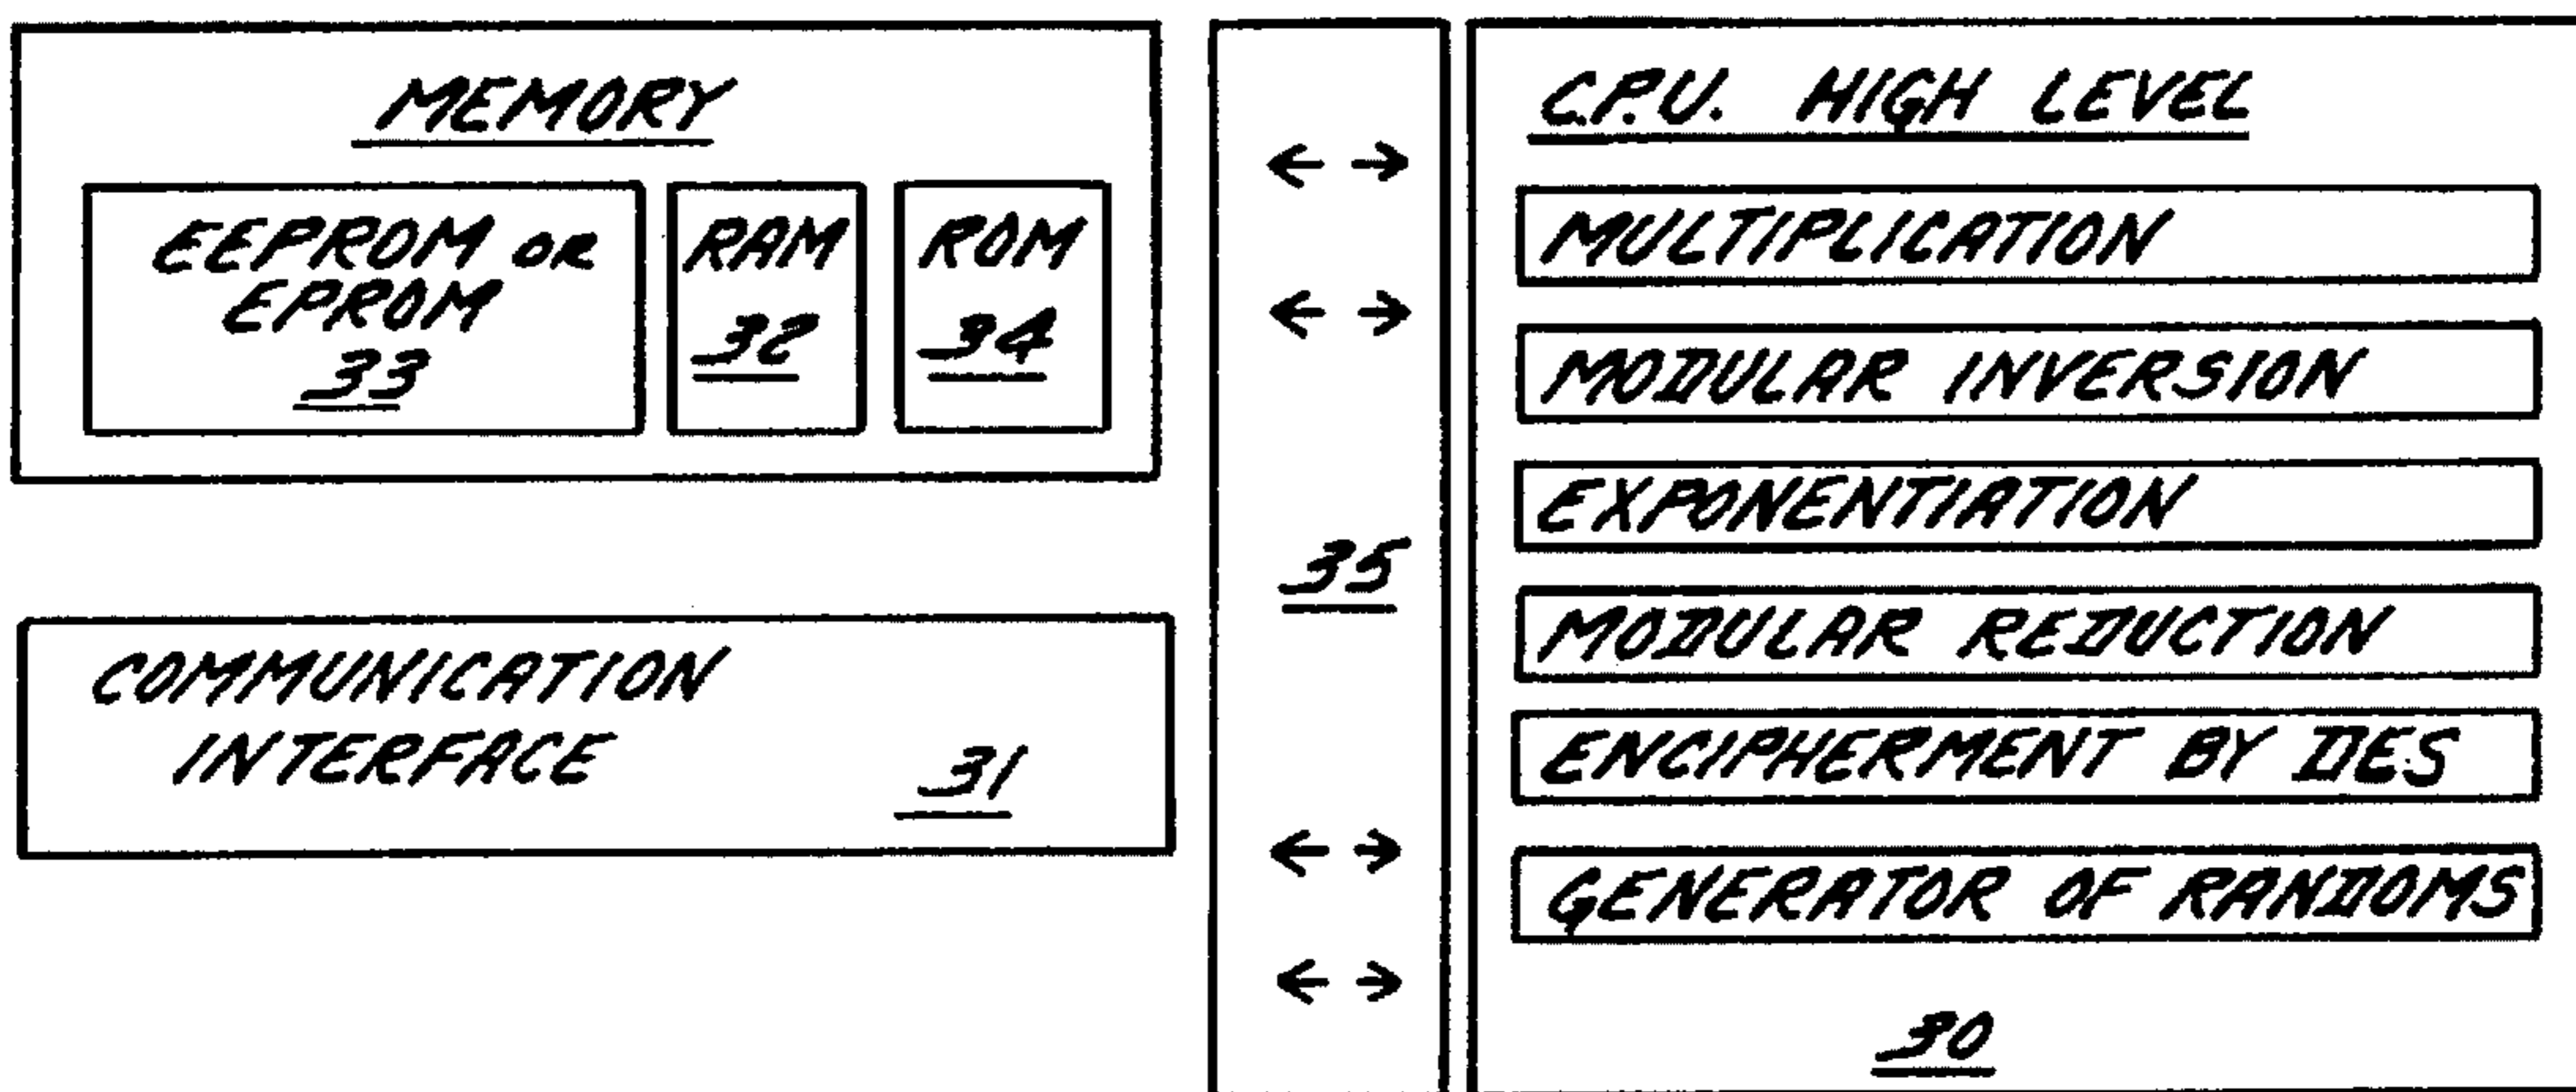 MEMORY
EEPROM OR
EPROM
33
RAM
32
ROM
34
COMMUNICATION
INTERFACE
31
35
C.P.U. HIGH LEVEL
MULTIPLICATION
MODULAR INVERSION
EXPONENTIATION
MODULAR REDUCTION
ENCIPHERMENT BY DES
GENERATOR OF RANDOMS
30